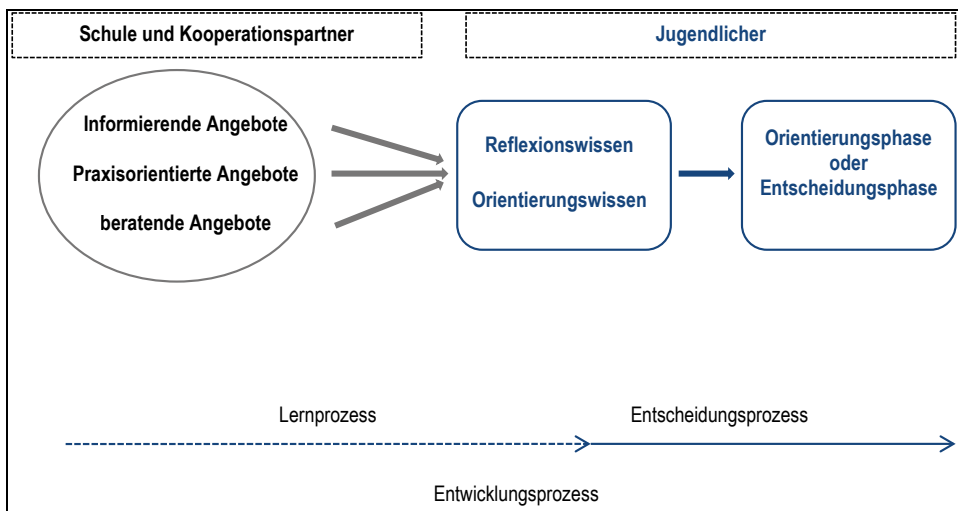 Schule und Kooperationspartner
Jugendlicher
Informierende Angebote
Praxisorientierte Angebote
beratende Angebote
Reflexionswissen
Orientierungswissen
Orientierungsphase
oder
Entscheidungsphase
Lernprozess
Entscheidungsprozess
Entwicklungsprozess